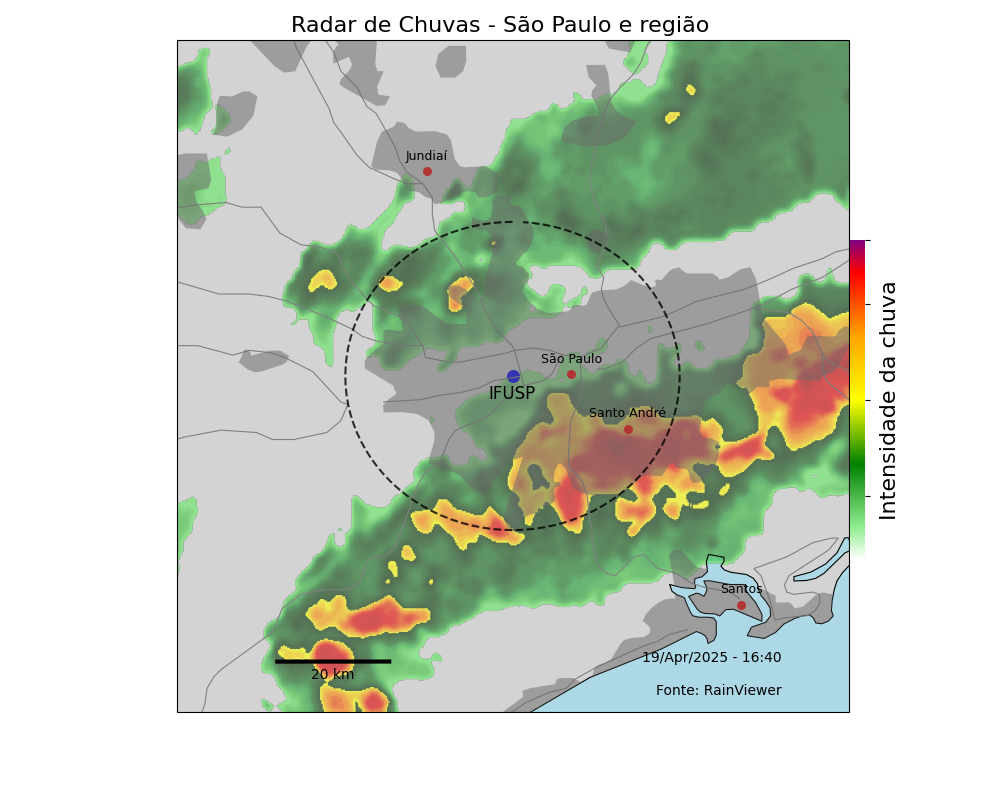 Radar de Chuvas - São Paulo e região
Jundiaí
São Paulo
IFUSP
Santo André
Intensidade da chuva
Santos
19/Apr/2025 - 16:40
20 km
Fonte: RainViewer